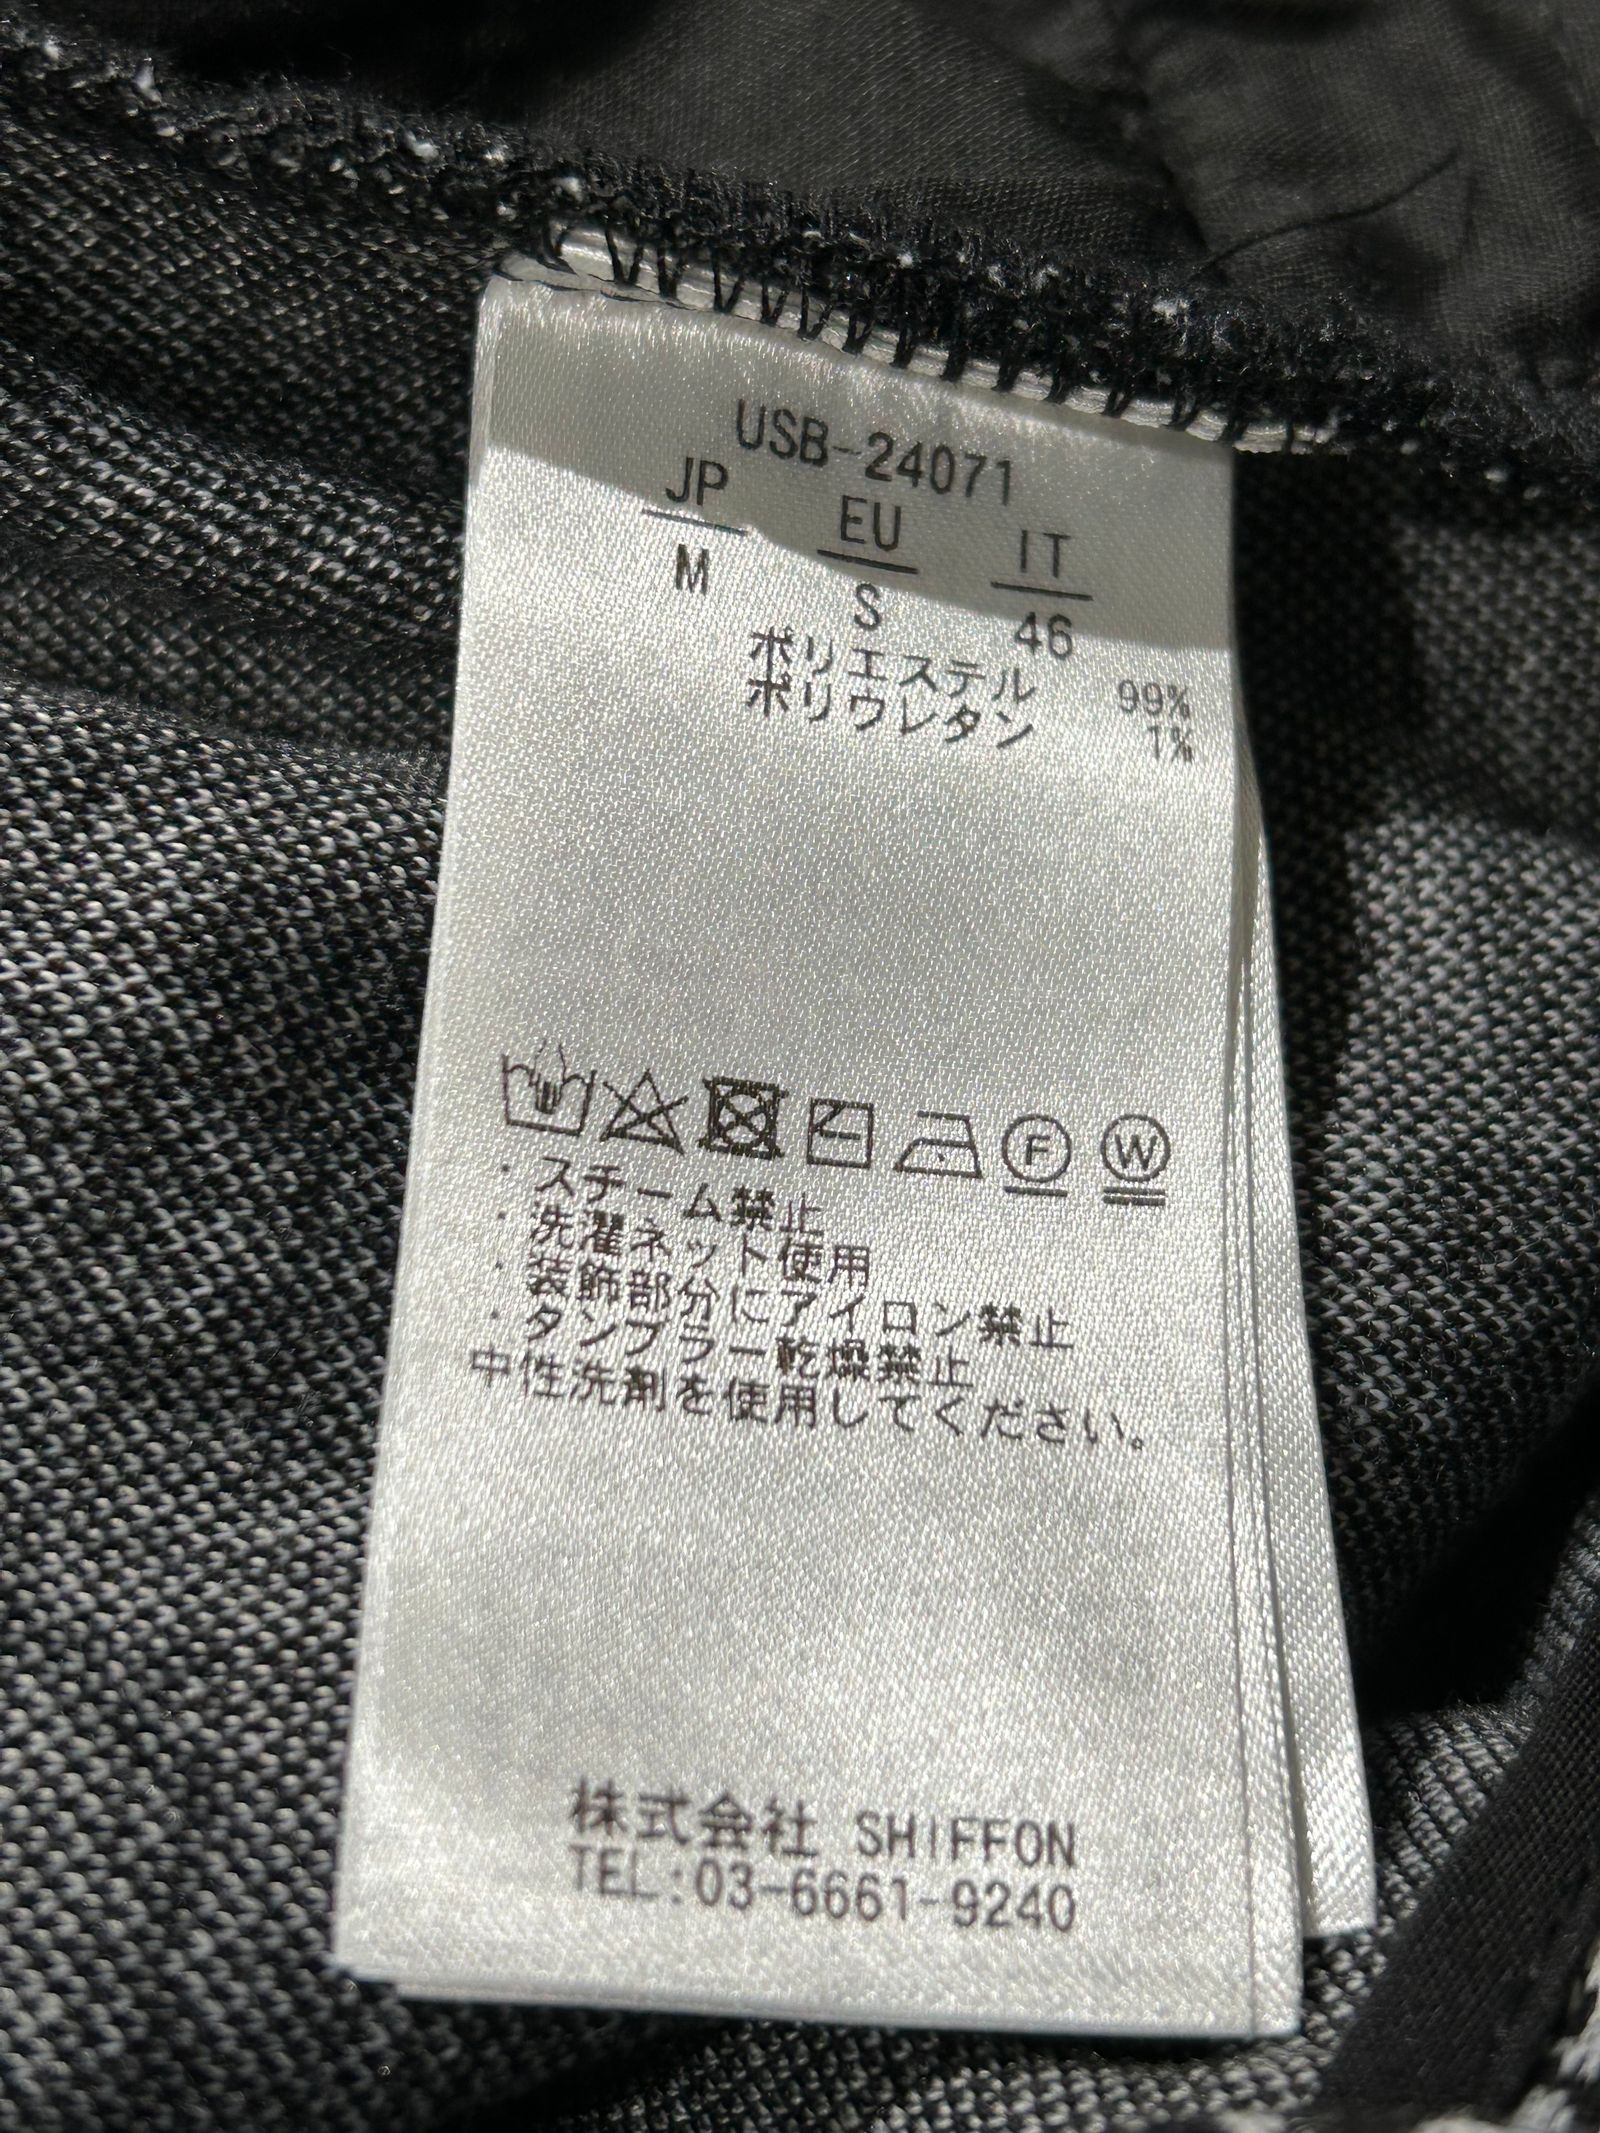 USB-24071
JP EU IT
M S 46
ポリエステル 99%
ポリウレタン 1%
F W
・スチーム禁止
・洗濯ネット使用
・装飾部分にアイロン禁止
・タンブラー乾燥禁止
中性洗剤を使用してください。
株式会社 SHIFFON
TEL:03-6661-9240